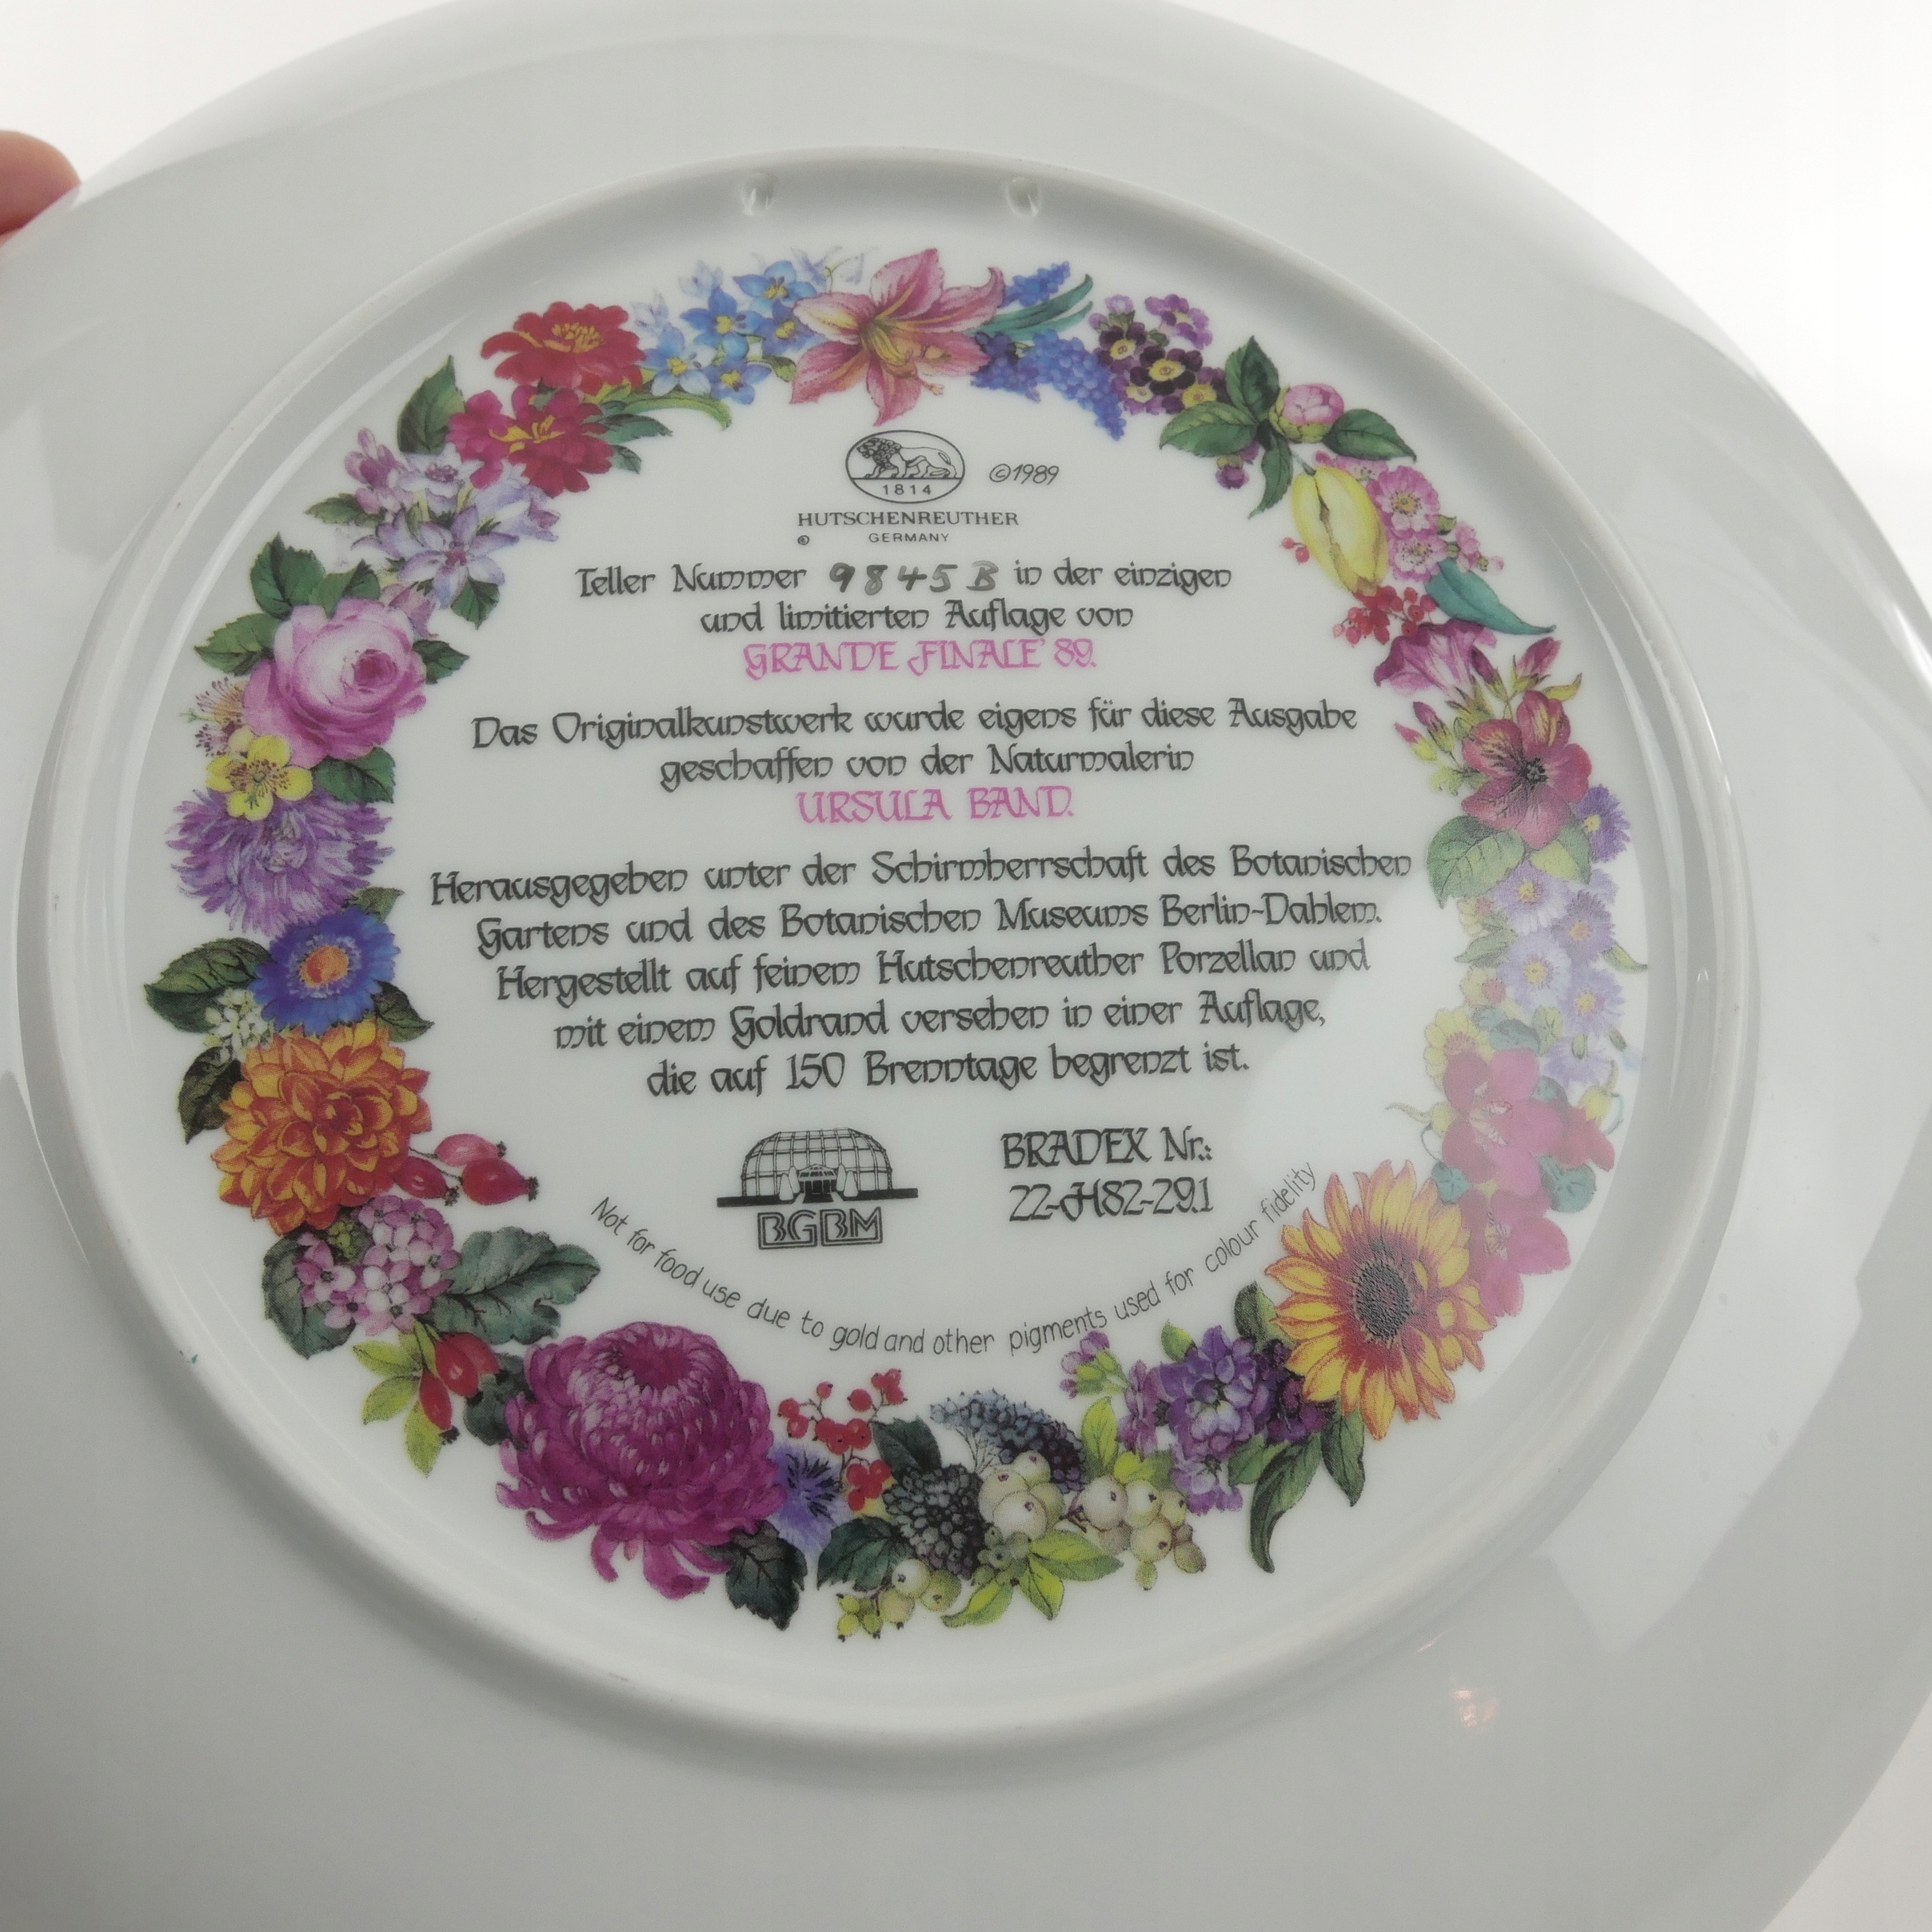 1814
©1989
HUTSCHENREUTHER
® GERMANY
Teller Nummer 9845B in der einzigen
und limitierten Auflage von
GRANDE FINALE' 89.
Das Originalkunstwerk wurde eigens für diese Ausgabe
geschaffen von der Naturmalerin
URSULA BAND.
Herausgegeben unter der Schirmherrschaft des Botanischen
Gartens und des Botanischen Museums Berlin-Dahlem.
Hergestellt auf feinem Hutschenreuther Porzellan und
mit einem Goldrand versehen in einer Auflage,
die auf 150 Brenntage begrenzt ist.
BGBM
BRADEX Nr.:
22-H82-29.1
Not for food use due to gold and other pigments used for colour fidelity